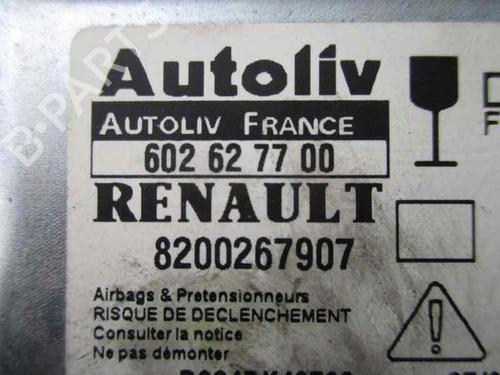 Autoliv
AUTOLIV FRANCE
602 62 77 00
RENAULT
8200267907
Airbags & Pretensionneurs
RISQUE DE DECLENCHEMENT
Consulter la notice
Ne pas démonter
B-PARTS